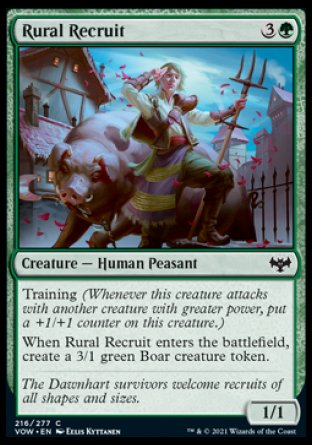 Rural Recruit 3
Creature — Human Peasant
Training (Whenever this creature attacks
with another creature with greater power, put
a +1/+1 counter on this creature.)
When Rural Recruit enters the battlefield,
create a 3/1 green Boar creature token.
The Dawnhart survivors welcome recruits of
all shapes and sizes.
1/1
216/277 C
VOW • EN Eelis Kyttanen ™ & © 2021 Wizards of the Coast